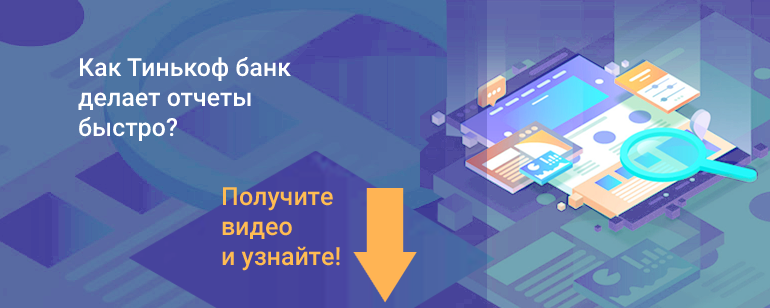 Как Тинькоф банк
делает отчеты
быстро?
Получите
видео
и узнайте!